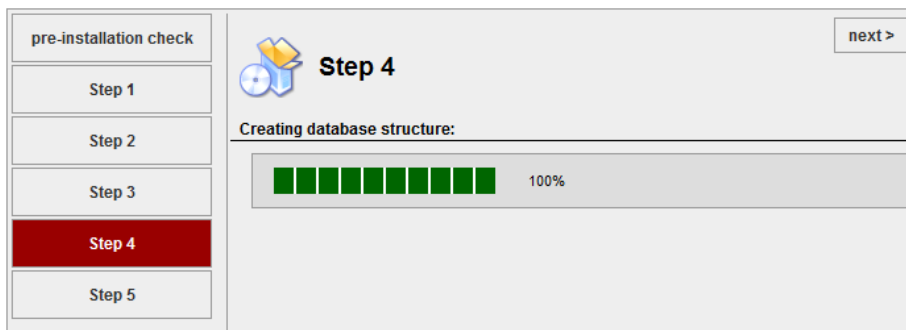 pre-installation check
Step 1
Step 2
Step 3
Step 4
Step 5
next >
Step 4
Creating database structure:
100%